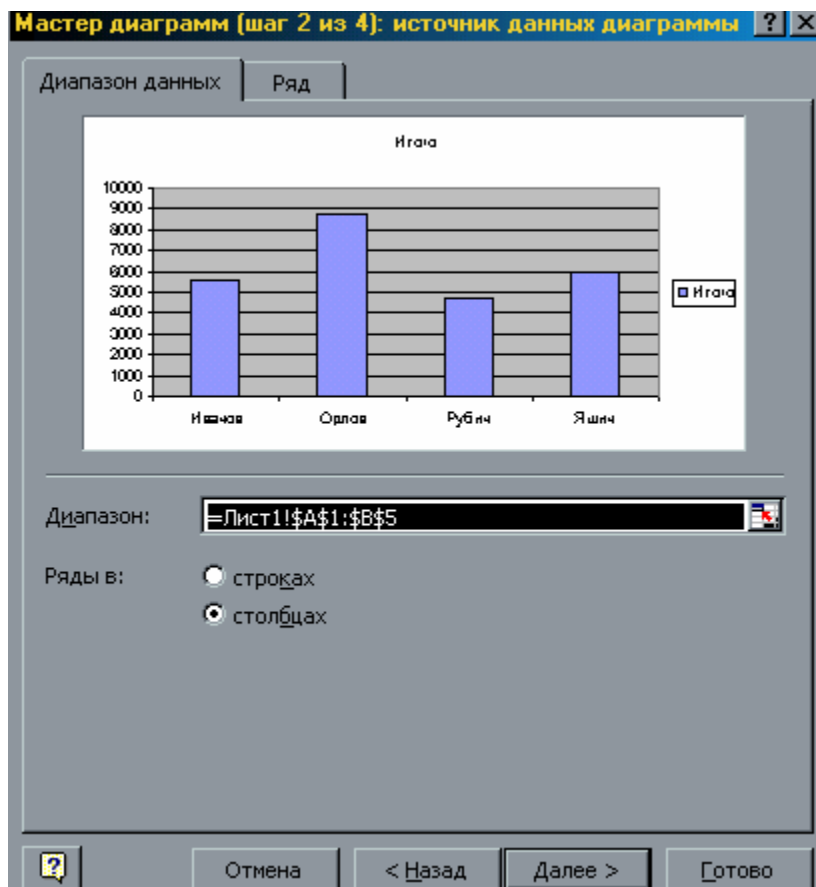 Мастер диаграмм (шаг 2 из 4): источник данных диаграммы
Диапазон данных
Ряд
10000
9000
8000
7000
6000
5000
4000
3000
2000
1000
0
Иванов
Орлов
Рубин
Яшин
Диапазон:
=Лист1!$A$1:$B$5
Ряды в:
строках
столбцах
Отмена
< Назад
Далее >
Готово